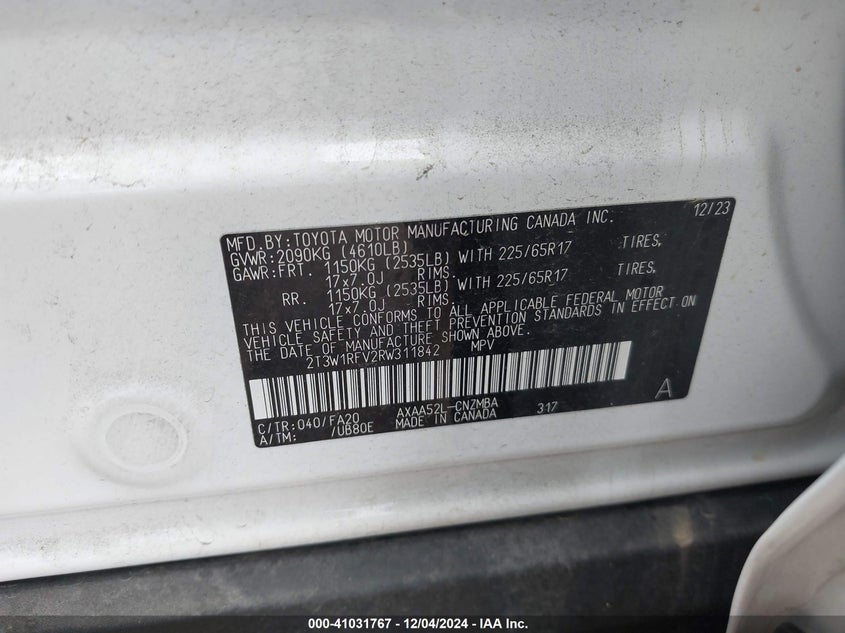 MFD.BY:TOYOTA MOTOR MANUFACTURING CANADA INC. 12/23
GVWR:2090KG (4610LB)
GAWR:FRT. 1150KG (2535LB) WITH 225/65R17 TIRES,
17x7.0J RIMS.
RR. 1150KG (2535LB) WITH 225/65R17 TIRES,
17x7.0J RIMS.
THIS VEHICLE CONFORMS TO ALL APPLICABLE FEDERAL MOTOR
VEHICLE SAFETY AND THEFT PREVENTION STANDARDS IN EFFECT ON
THE DATE OF MANUFACTURE SHOWN ABOVE.
2T3W1RFV2RW311842 MPV
C/TR:040/FA20 AXAA52L-CNZMBA 317 A
A/TM: /UB80E MADE IN CANADA
000-41031767 - 12/04/2024 - IAA Inc.